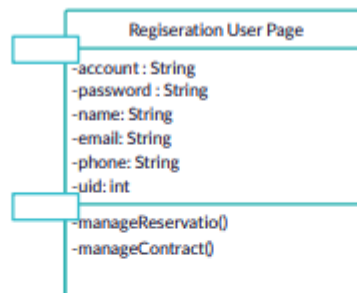 Regiseration User Page
-account : String
-password : String
-name: String
-email: String
-phone: String
-uid: int
-manageReservatio()
-manageContract()